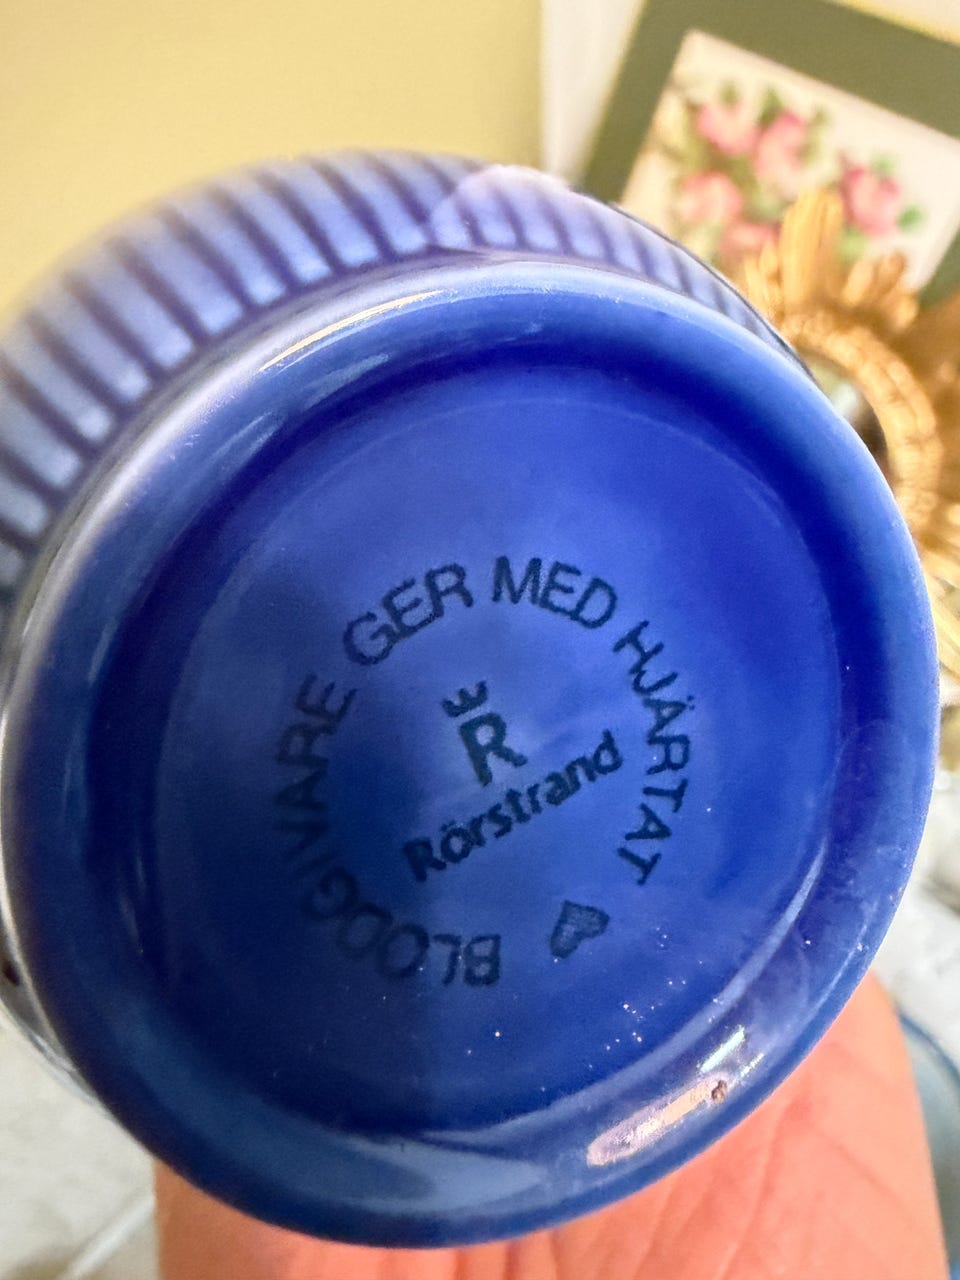 BLODGIVARE GER MED HJÄRTAT
R
Rörstrand